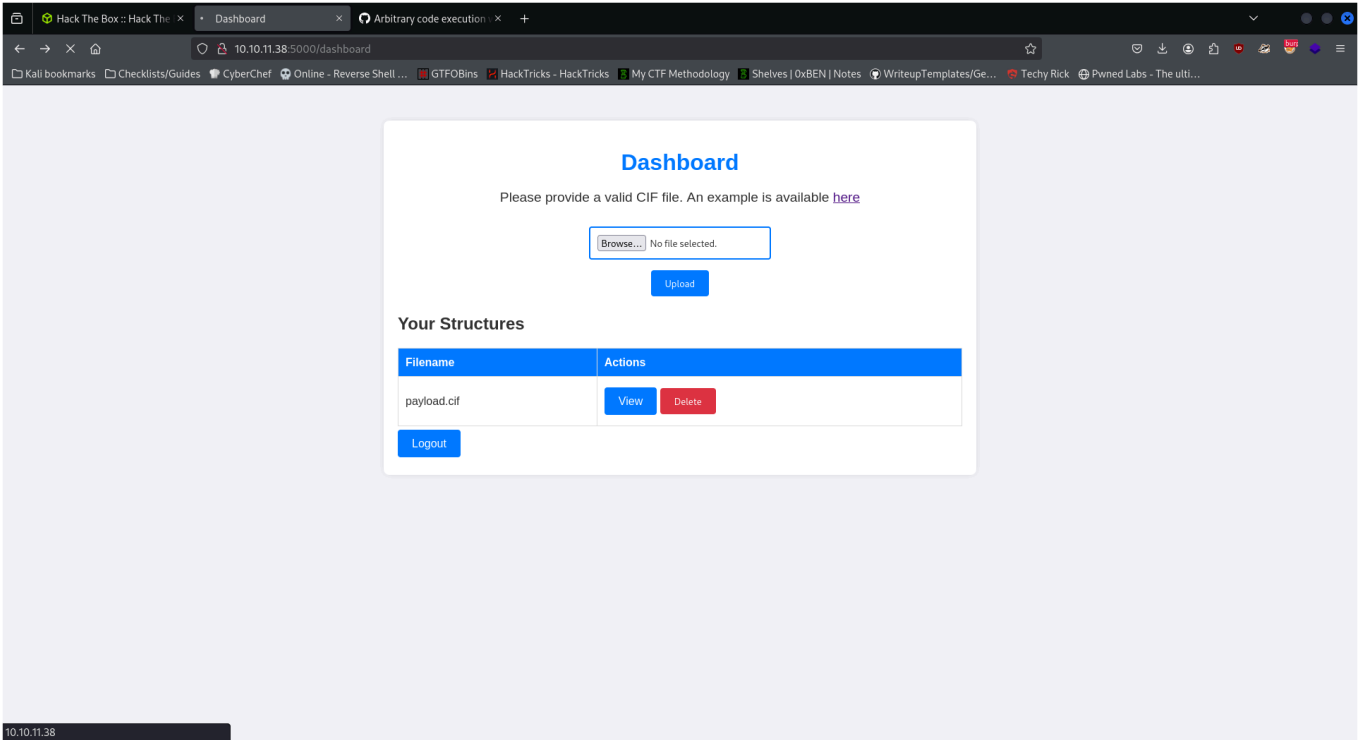 Hack The Box :: Hack The
Dashboard
Arbitrary code execution
10.10.11.38:5000/dashboard
Kali bookmarks
Checklists/Guides
CyberChef
Online - Reverse Shell ...
GTFOBins
HackTricks - HackTricks
My CTF Methodology
Shelves | 0xBEN | Notes
WriteupTemplates/Ge...
Techy Rick
Pwned Labs - The ulti...
Dashboard
Please provide a valid CIF file. An example is available here
Browse... No file selected.
Upload
Your Structures
Filename Actions
payload.cif View Delete
Logout
10.10.11.38